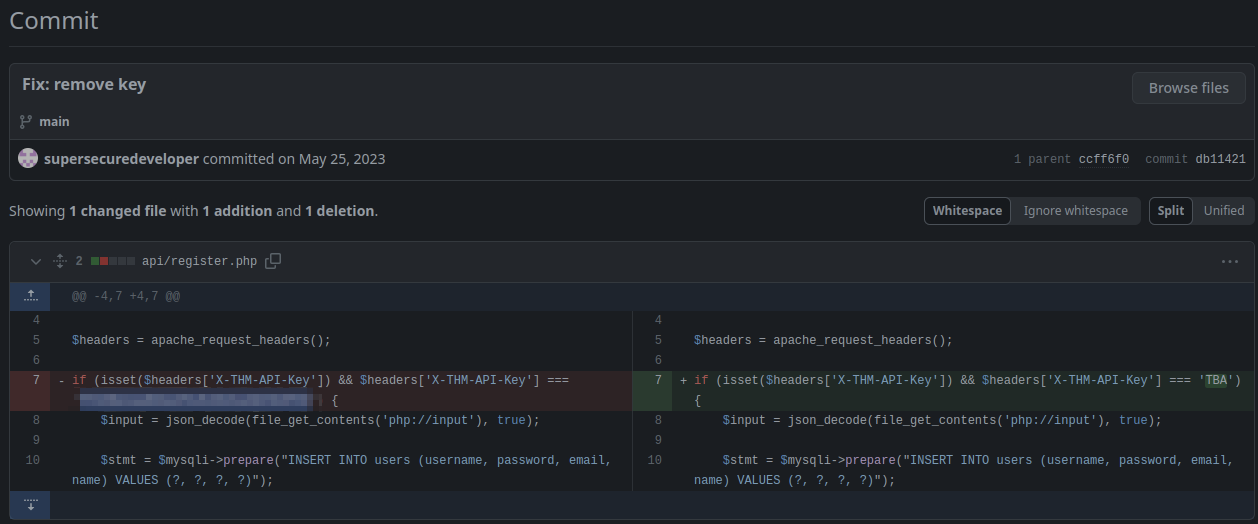 Commit
Fix: remove key
Browse files
main
supersecuredeveloper committed on May 25, 2023
1 parent ccff6f0 commit db11421
Showing 1 changed file with 1 addition and 1 deletion.
Whitespace Ignore whitespace
Split Unified
2 api/register.php
@@ -4,7 +4,7 @@
4
5 $headers = apache_request_headers();
6
7 - if (isset($headers['X-THM-API-Key']) && $headers['X-THM-API-Key'] ===
{
8 $input = json_decode(file_get_contents('php://input'), true);
9
10 $stmt = $mysqli->prepare("INSERT INTO users (username, password, email,
name) VALUES (?, ?, ?, ?)");
4
5 $headers = apache_request_headers();
6
7 + if (isset($headers['X-THM-API-Key']) && $headers['X-THM-API-Key'] === 'TBA')
{
8 $input = json_decode(file_get_contents('php://input'), true);
9
10 $stmt = $mysqli->prepare("INSERT INTO users (username, password, email,
name) VALUES (?, ?, ?, ?)");